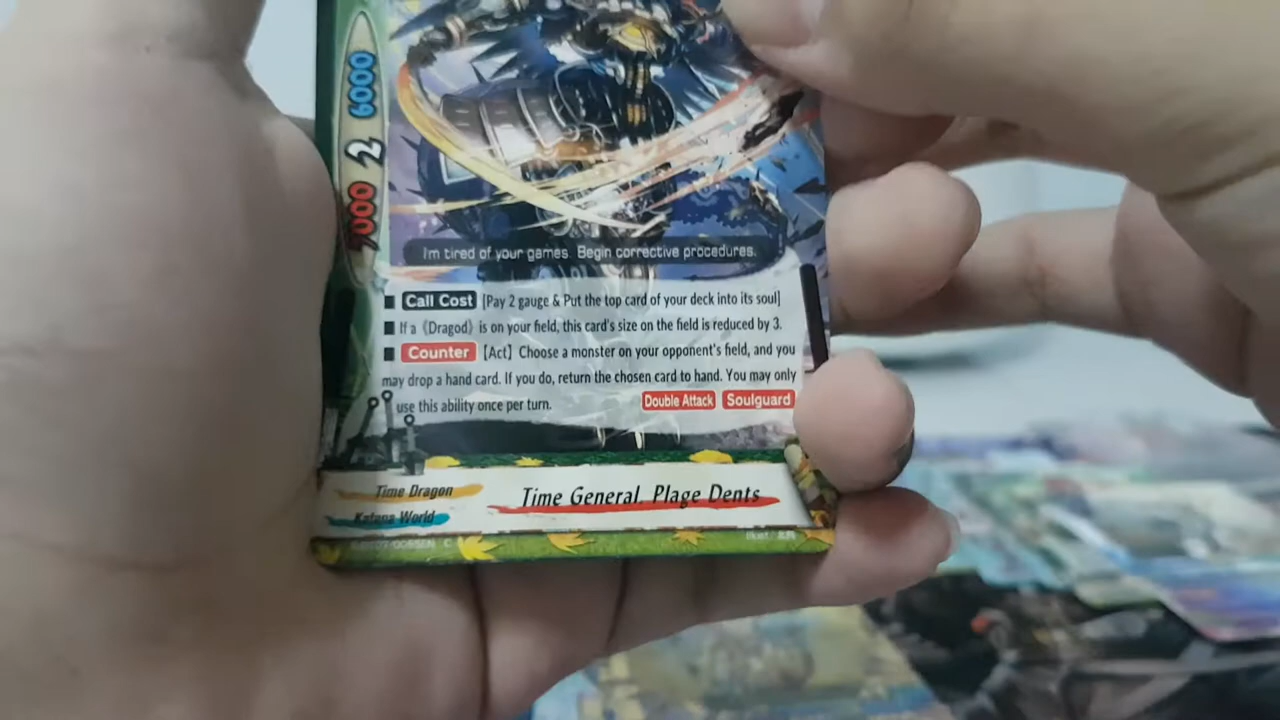 6000
2
7000
I'm tired of your games. Begin corrective procedures.
Call Cost [Pay 2 gauge & Put the top card of your deck into its soul]
If a 《Dragod》 is on your field, this card's size on the field is reduced by 3.
Counter [Act] Choose a monster on your opponent's field, and you
may drop a hand card. If you do, return the chosen card to hand. You may only
use this ability once per turn. Double Attack Soulguard
Time Dragon
Katana World
Time General, Plage Dents
C
Illust.